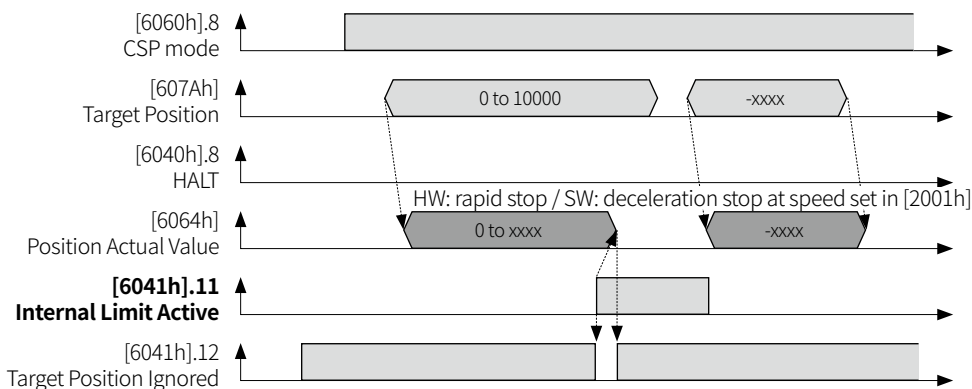 [6060h].8
CSP mode
[607Ah]
Target Position
0 to 10000
-xxxx
[6040h].8
HALT
HW: rapid stop / SW: deceleration stop at speed set in [2001h]
[6064h]
Position Actual Value
0 to xxxx
-xxxx
[6041h].11
Internal Limit Active
[6041h].12
Target Position Ignored